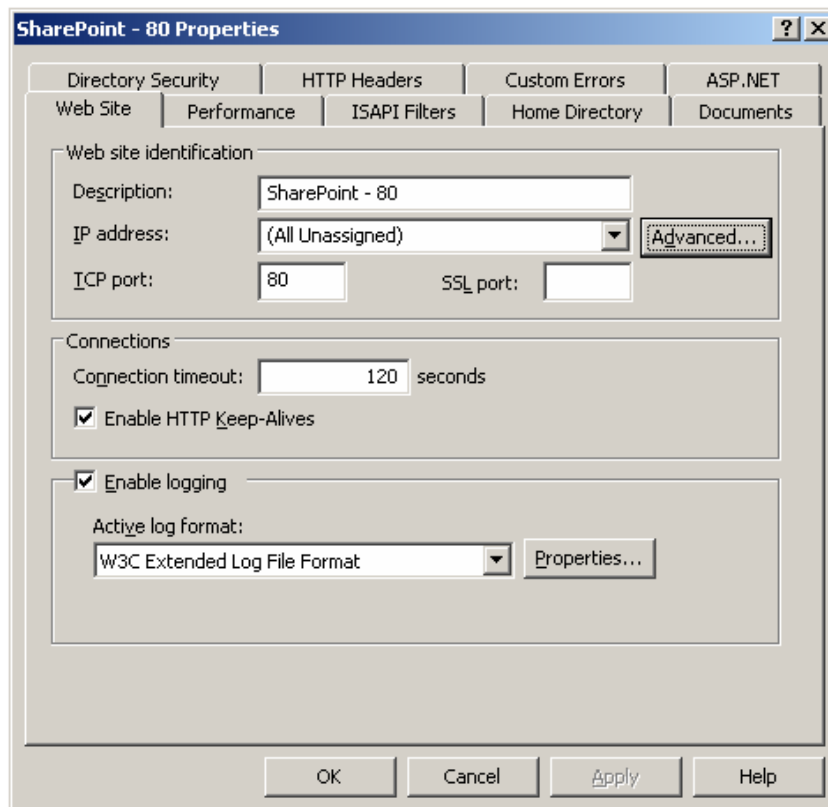 SharePoint - 80 Properties
Directory Security HTTP Headers Custom Errors ASP.NET
Web Site Performance ISAPI Filters Home Directory Documents
Web site identification
Description: SharePoint - 80
IP address: (All Unassigned) Advanced...
TCP port: 80 SSL port:
Connections
Connection timeout: 120 seconds
Enable HTTP Keep-Alives
Enable logging
Active log format:
W3C Extended Log File Format Properties...
OK Cancel Apply Help